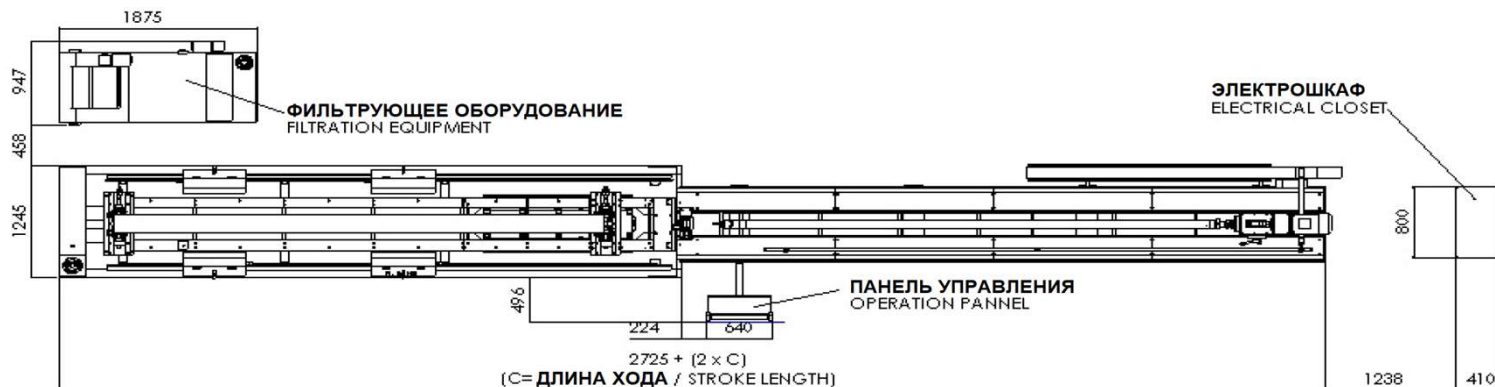 1875
947
ФИЛЬТРУЮЩЕЕ ОБОРУДОВАНИЕ
FILTRATION EQUIPMENT
ЭЛЕКТРОШКАФ
ELECTRICAL CLOSET
458
1245
800
ПАНЕЛЬ УПРАВЛЕНИЯ
OPERATION PANNEL
496
224
640
2725 + (2 x C)
(C= ДЛИНА ХОДА / STROKE LENGTH)
1238
410